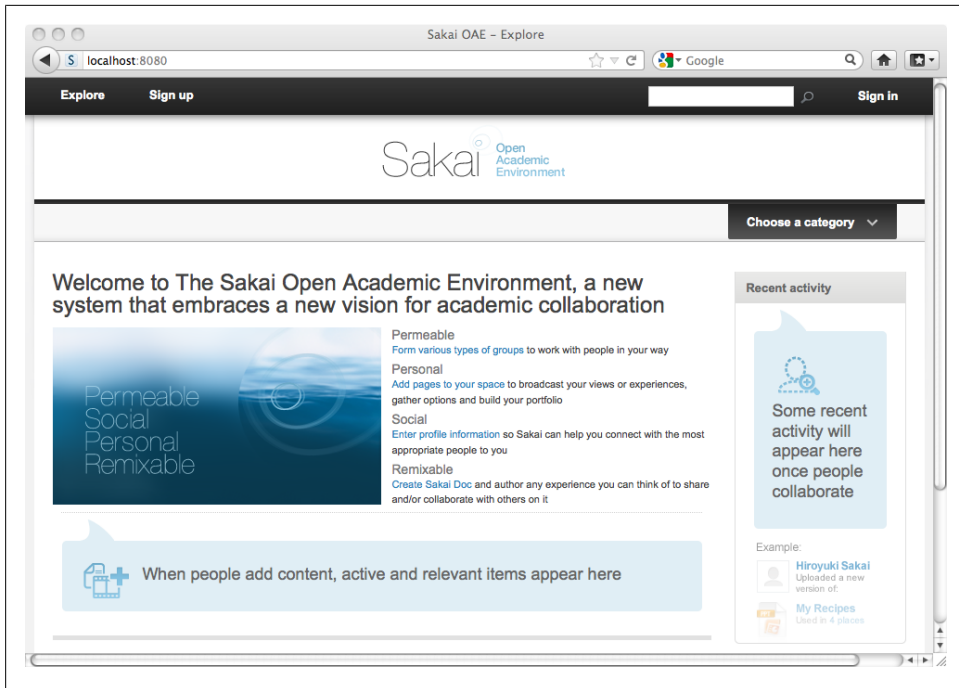 Sakai OAE – Explore
S localhost:8080
Google
Explore Sign up
Sign in
Sakai Open Academic Environment
Choose a category
Welcome to The Sakai Open Academic Environment, a new
system that embraces a new vision for academic collaboration
Permeable
Social
Personal
Remixable
Permeable
Form various types of groups to work with people in your way
Personal
Add pages to your space to broadcast your views or experiences,
gather options and build your portfolio
Social
Enter profile information so Sakai can help you connect with the most
appropriate people to you
Remixable
Create Sakai Doc and author any experience you can think of to share
and/or collaborate with others on it
When people add content, active and relevant items appear here
Recent activity
Some recent
activity will
appear here
once people
collaborate
Example:
Hiroyuki Sakai
Uploaded a new
version of:
My Recipes
Used in 4 places